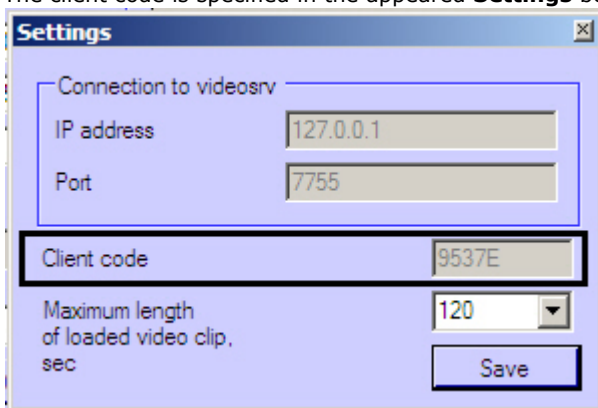 The client code is specified in the appeared Settings
Settings
Connection to videosrv
IP address 127.0.0.1
Port 7755
Client code 9537E
Maximum length
of loaded video clip,
sec
120
Save